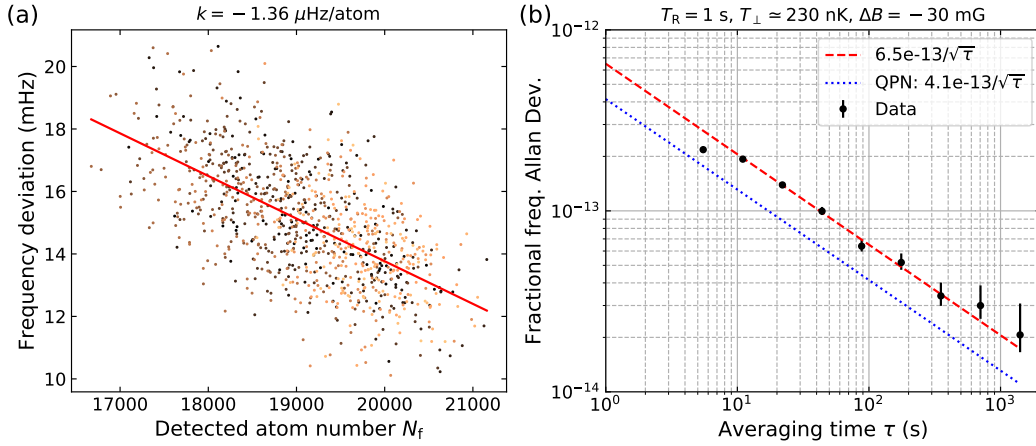 (a)
k = −1.36 μHz/atom
Frequency deviation (mHz)
20
18
16
14
12
10
17000 18000 19000 20000 21000
Detected atom number N_f
(b)
T_R = 1 s, T_⊥ ≃ 230 nK, ΔB = −30 mG
Fractional freq. Allan Dev.
10^−12
10^−13
10^−14
6.5e-13/√τ
QPN: 4.1e-13/√τ
Data
10^0 10^1 10^2 10^3
Averaging time τ (s)